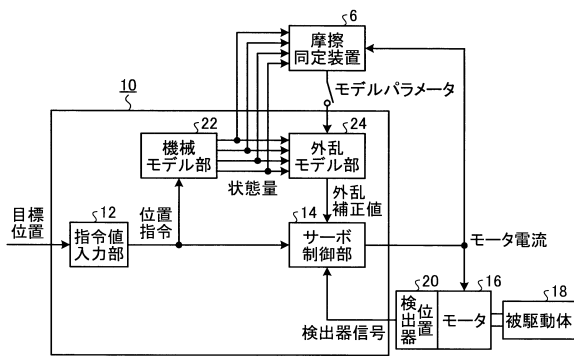 6
摩擦
同定装置
モデルパラメータ
10
22
機械
モデル部
24
外乱
モデル部
状態量
外乱
補正値
目標
位置
12
指令値
入力部
位置
指令
14
サーボ
制御部
モータ電流
20
位置
検出器
16
モータ
18
被駆動体
検出器信号